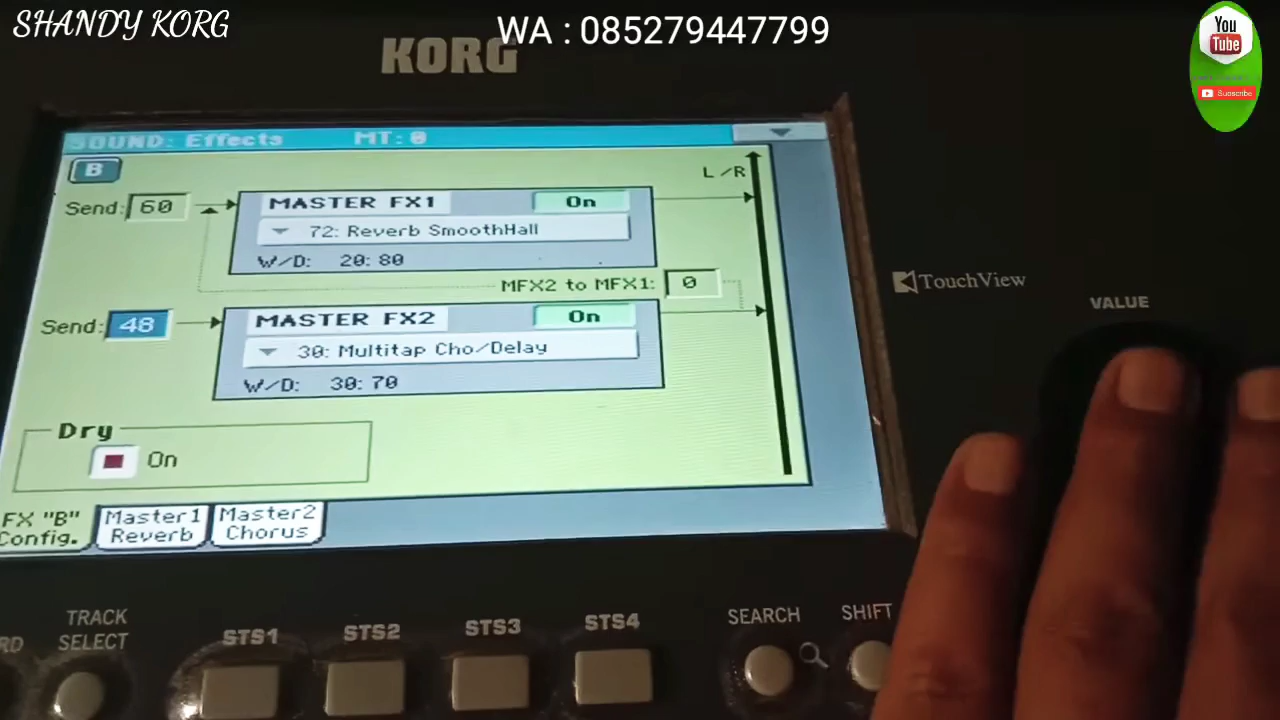 SHANDY KORG
WA : 085279447799
You
Tube
Subscribe
KORG
SOUND: Effects MT: 0
B
L/R
Send: 60
MASTER FX1 On
72: Reverb SmoothHall
W/D: 20:80
MFX2 to MFX1: 0
Send: 48
MASTER FX2 On
30: Multitap Cho/Delay
W/D: 30:70
Dry
On
FX "B"
Config.
Master1
Reverb
Master2
Chorus
TouchView
VALUE
RD
TRACK
SELECT
STS1
STS2
STS3
STS4
SEARCH
SHIFT